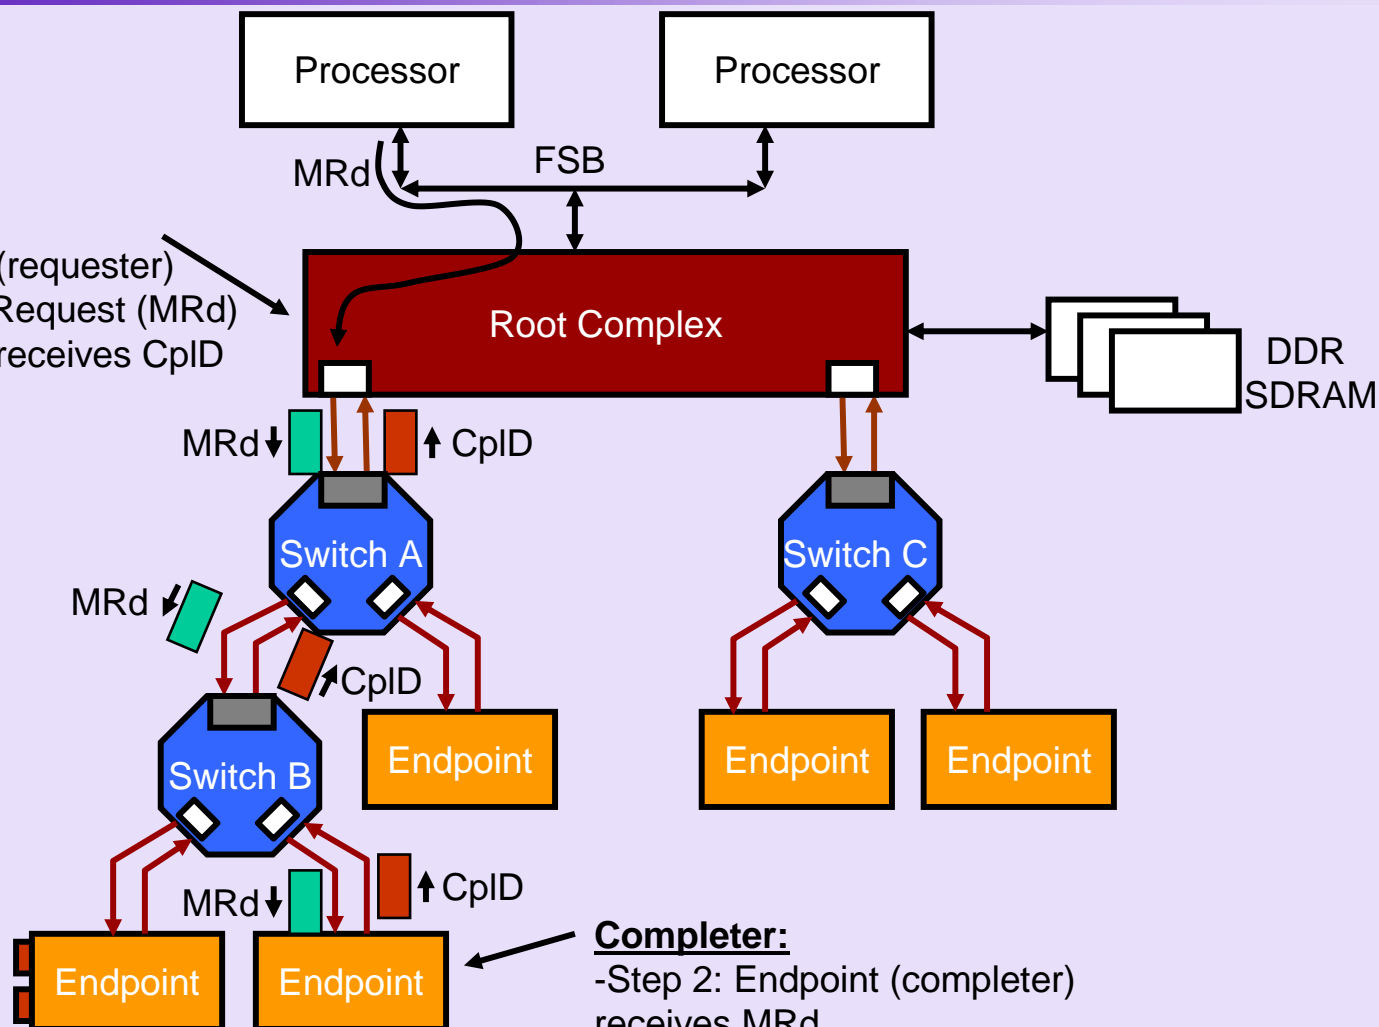 Processor
Processor
MRd
FSB
(requester)
Request (MRd)
receives CplD
Root Complex
DDR
SDRAM
MRd
CplD
Switch A
Switch C
MRd
CplD
Endpoint
Endpoint
Endpoint
Switch B
MRd
CplD
Endpoint
Endpoint
Completer:
-Step 2: Endpoint (completer)
receives MRd